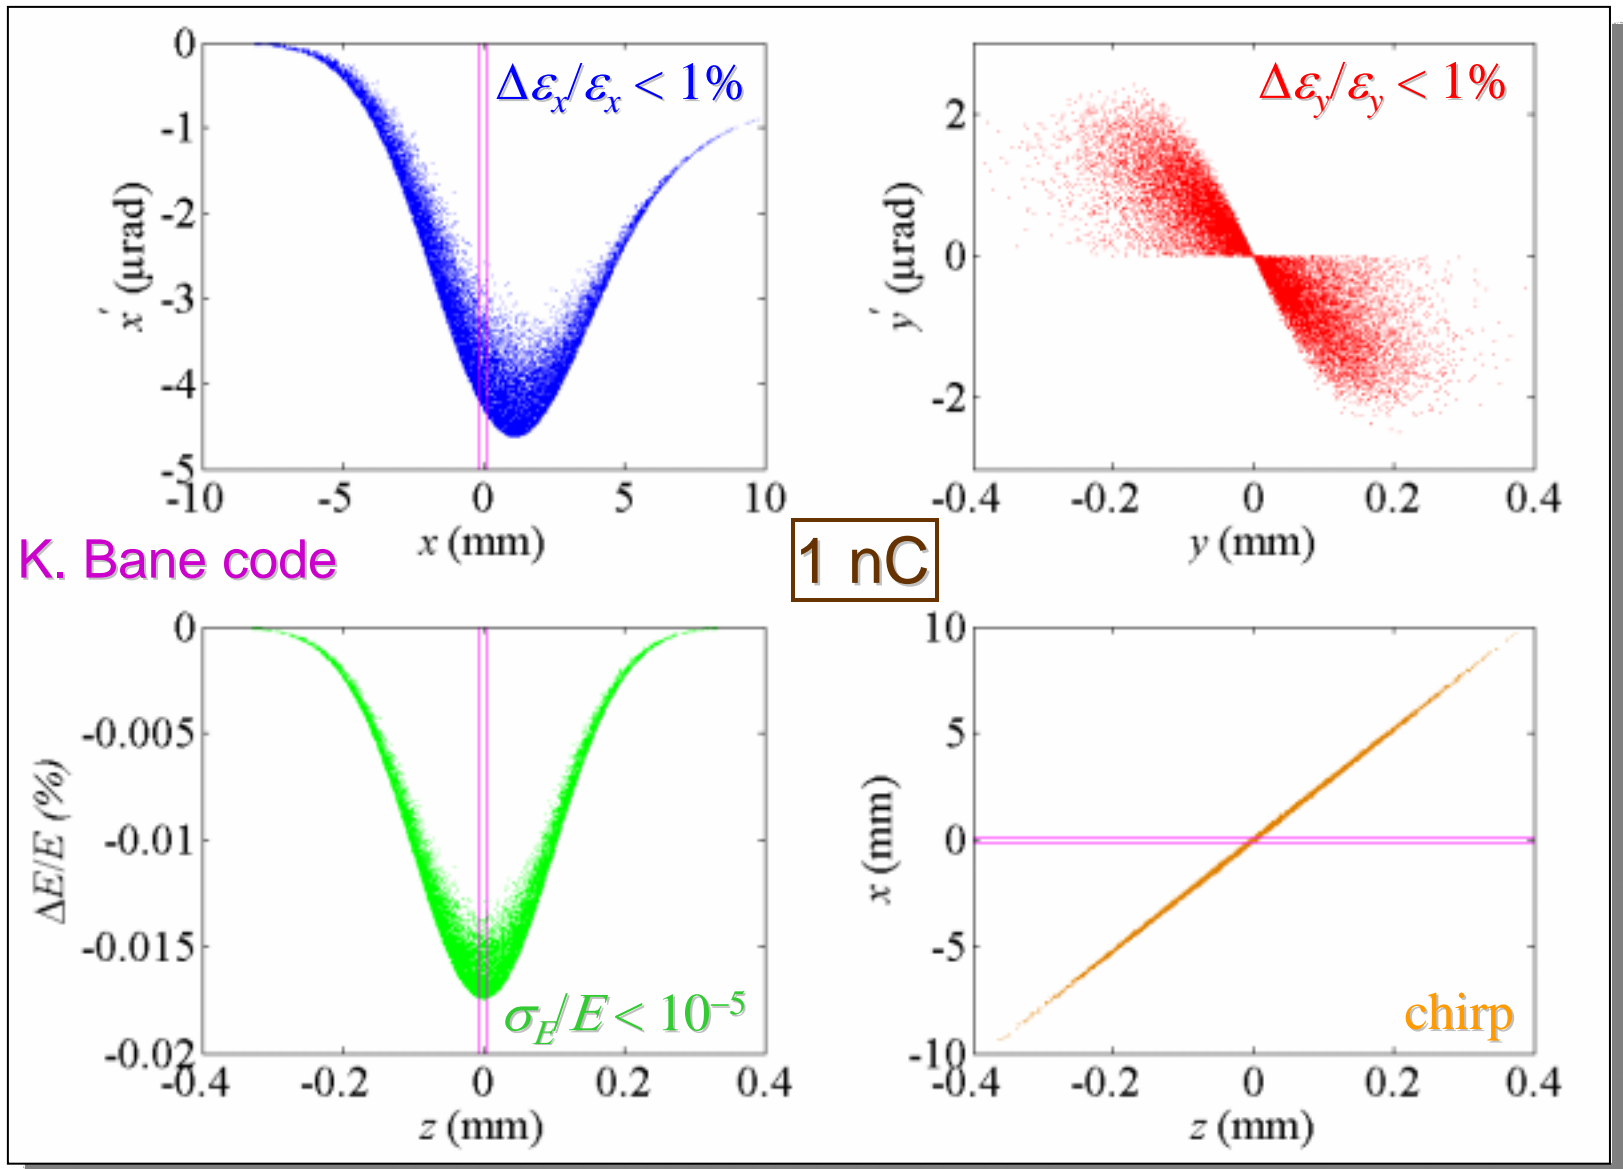 0
-1
-2
-3
-4
-5
-10 -5 0 5 10
x′ (μrad)
x (mm)
Δεx/εx < 1%
2
0
-2
-0.4 -0.2 0 0.2 0.4
y′ (μrad)
y (mm)
Δεy/εy < 1%
K. Bane code
1 nC
0
-0.005
-0.01
-0.015
-0.02
-0.4 -0.2 0 0.2 0.4
ΔE/E (%)
z (mm)
σE/E < 10⁻⁵
10
5
0
-5
-10
-0.4 -0.2 0 0.2 0.4
x (mm)
z (mm)
chirp